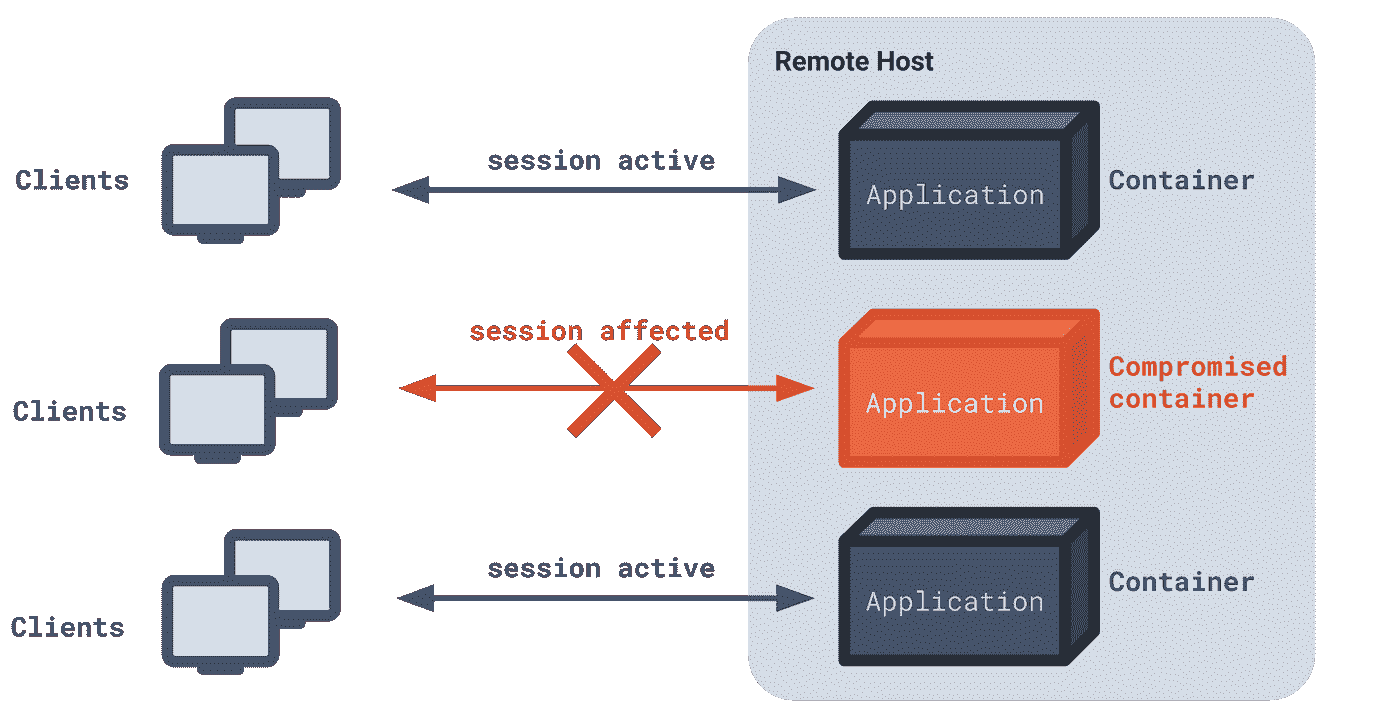 Remote Host
Clients
session active
Application
Container
Clients
session affected
Application
Compromised
container
Clients
session active
Application
Container